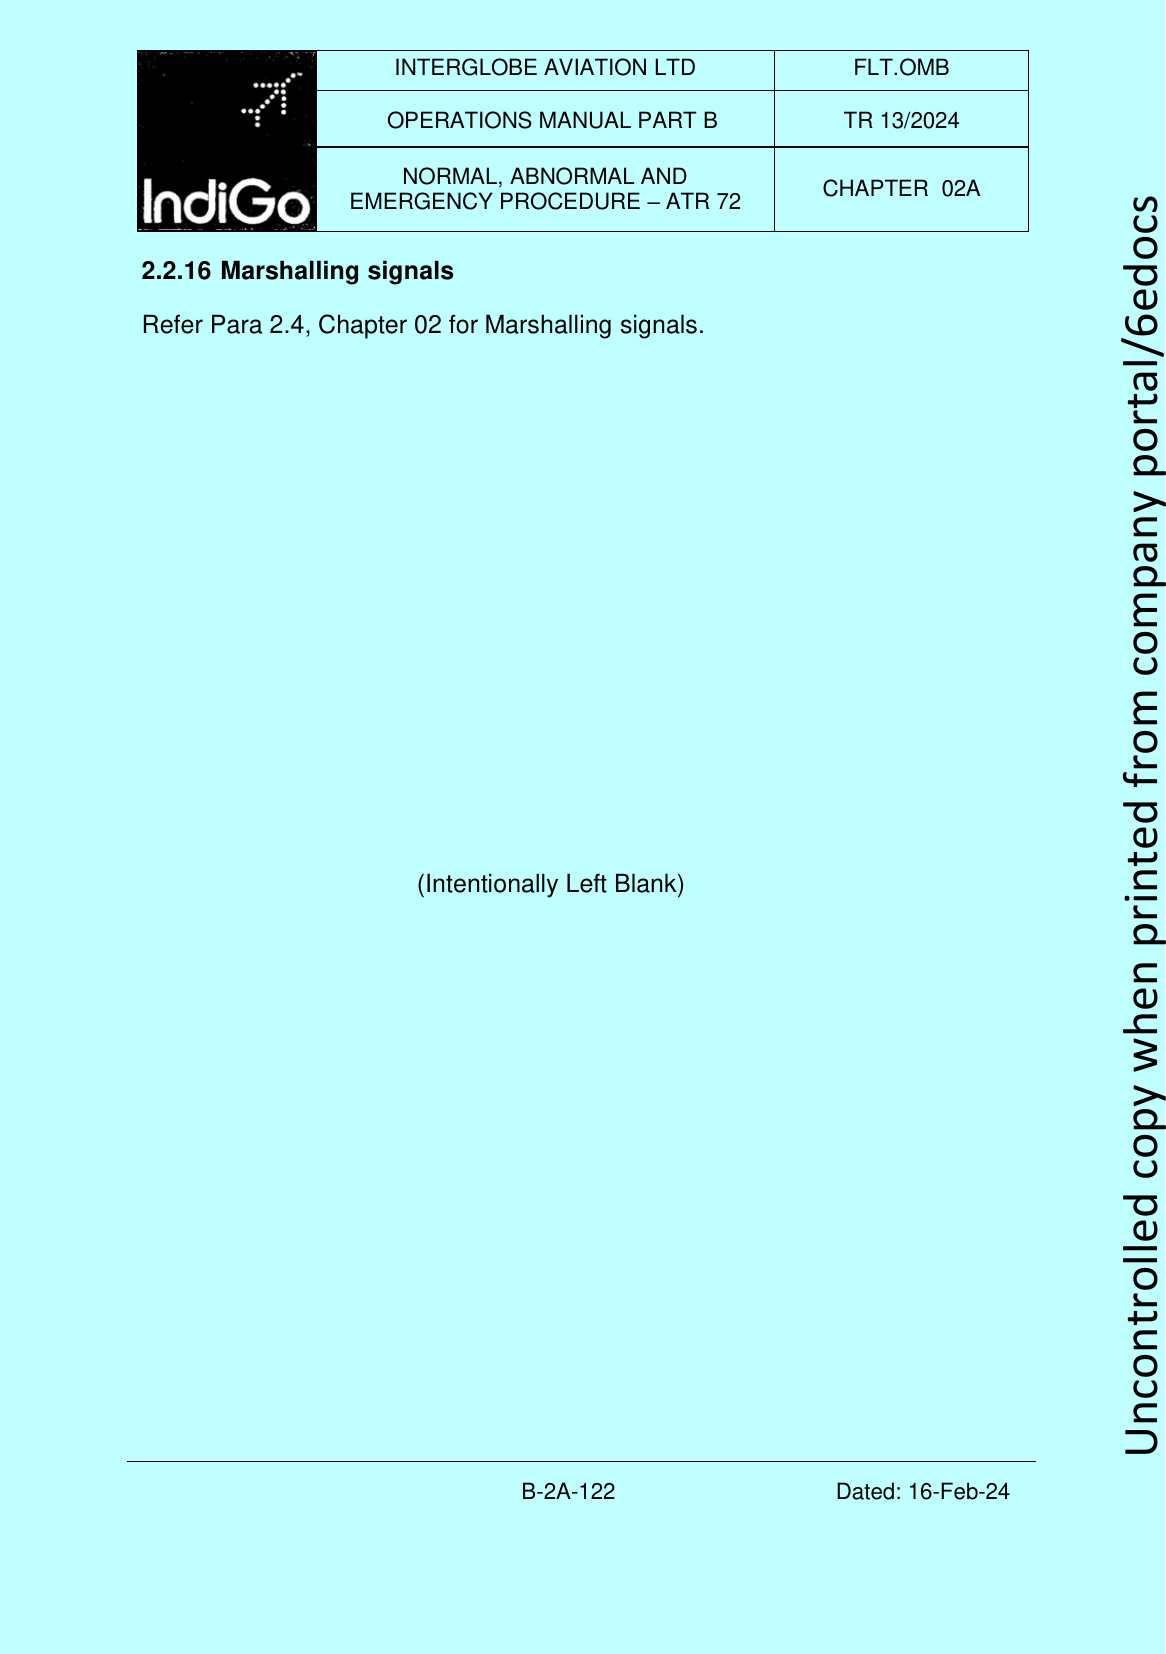 IndiGo
INTERGLOBE AVIATION LTD
FLT.OMB
OPERATIONS MANUAL PART B
TR 13/2024
NORMAL, ABNORMAL AND
EMERGENCY PROCEDURE – ATR 72
CHAPTER  02A
2.2.16 Marshalling signals
Refer Para 2.4, Chapter 02 for Marshalling signals.
(Intentionally Left Blank)
B-2A-122
Dated: 16-Feb-24
Uncontrolled copy when printed from company portal/6edocs